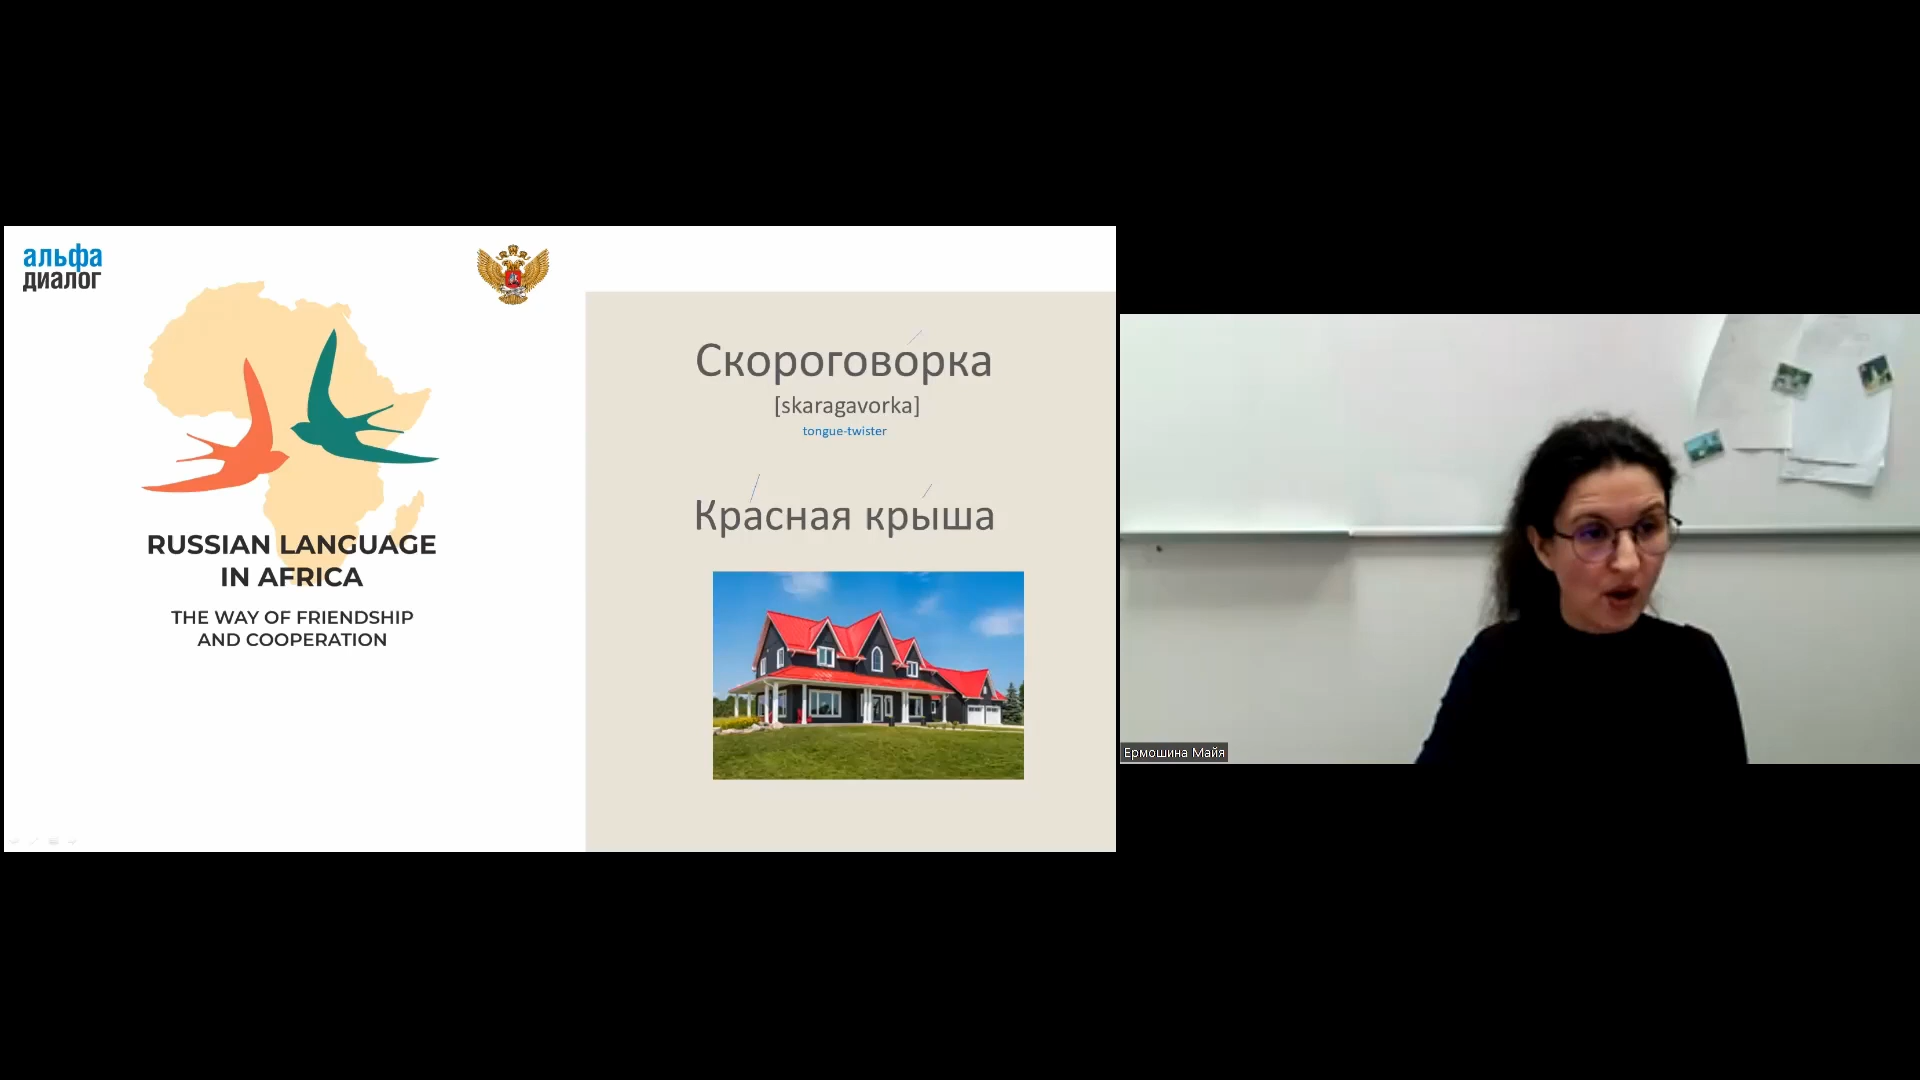 альфа
диалог
RUSSIAN LANGUAGE
IN AFRICA
THE WAY OF FRIENDSHIP
AND COOPERATION
Скороговорка
[skaragavorka]
tongue-twister
Красная крыша
Ермошина Майя